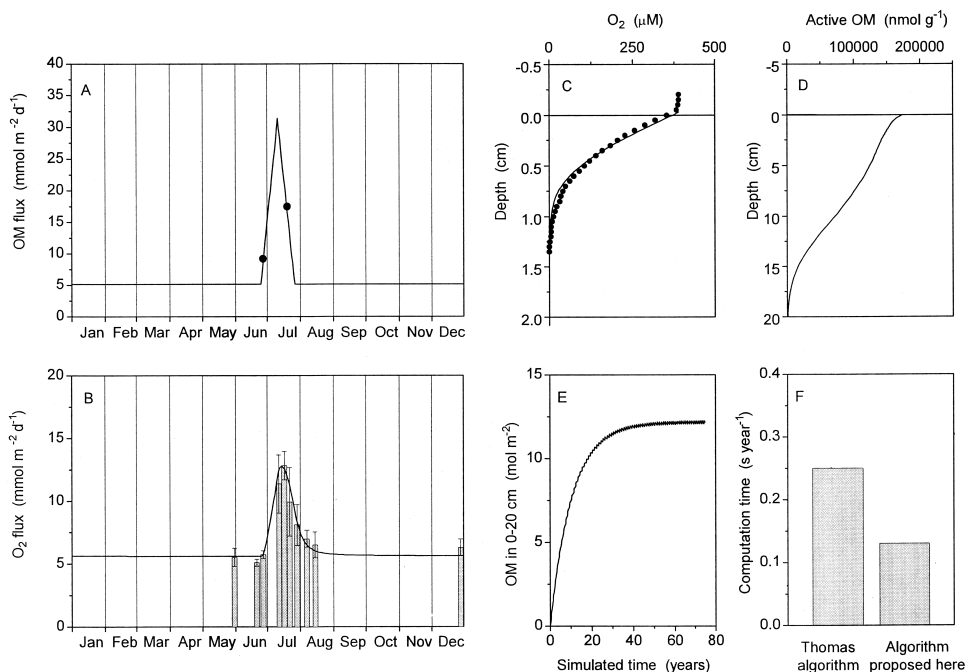 A
OM flux (mmol m⁻² d⁻¹)
40
35
30
25
20
15
10
5
0
Jan Feb Mar Apr May Jun Jul Aug Sep Oct Nov Dec
B
O₂ flux (mmol m⁻² d⁻¹)
20
15
10
5
0
Jan Feb Mar Apr May Jun Jul Aug Sep Oct Nov Dec
O₂ (μM)
0 250 500
C
Depth (cm)
-0.5
0.0
0.5
1.0
1.5
2.0
Active OM (nmol g⁻¹)
0 100000 200000
D
Depth (cm)
-5
0
5
10
15
20
E
OM in 0-20 cm (mol m⁻²)
15
10
5
0
0 20 40 60 80
Simulated time (years)
F
Computation time (s year⁻¹)
0.4
0.3
0.2
0.1
0.0
Thomas Algorithm
algorithm proposed here